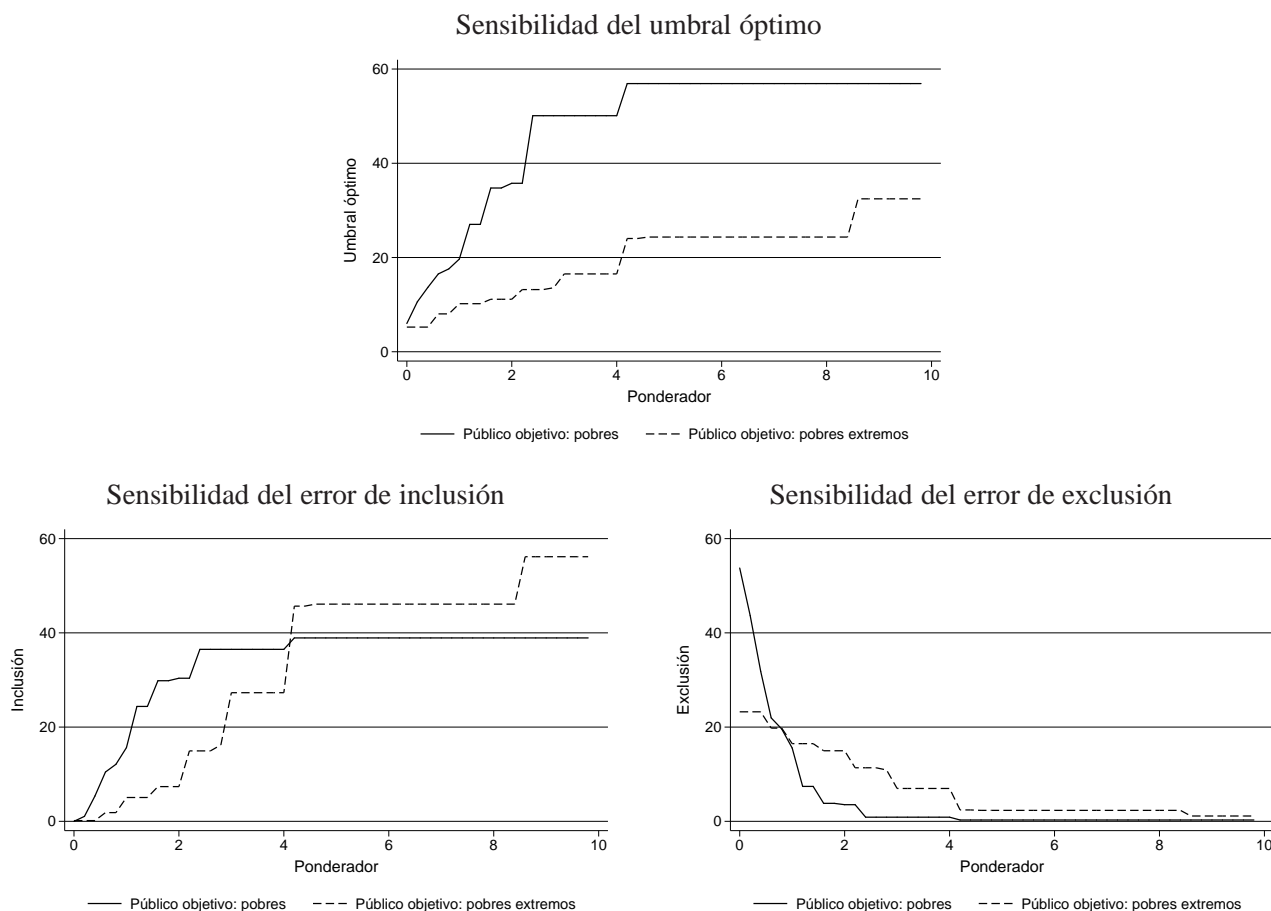 Sensibilidad del umbral óptimo
60
40
20
0
Umbral óptimo
0 2 4 6 8 10
Ponderador
Público objetivo: pobres Público objetivo: pobres extremos
Sensibilidad del error de inclusión
60
40
20
0
Inclusión
0 2 4 6 8 10
Ponderador
Público objetivo: pobres Público objetivo: pobres extremos
Sensibilidad del error de exclusión
60
40
20
0
Exclusión
0 2 4 6 8 10
Ponderador
Público objetivo: pobres Público objetivo: pobres extremos